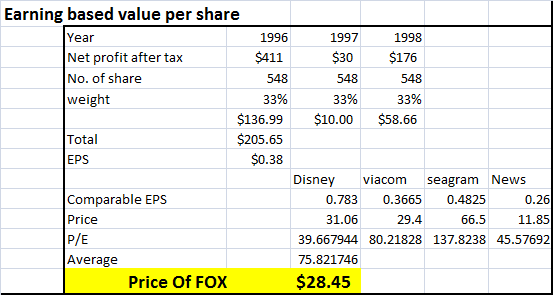 Earning based value per share
Year 1996 1997 1998
Net profit after tax $411 $30 $176
No. of share 548 548 548
weight 33% 33% 33%
$136.99 $10.00 $58.66
Total $205.65
EPS $0.38
Disney viacom seagram News
Comparable EPS 0.783 0.3665 0.4825 0.26
Price 31.06 29.4 66.5 11.85
P/E 39.667944 80.21828 137.8238 45.57692
Average 75.821746
Price Of FOX $28.45